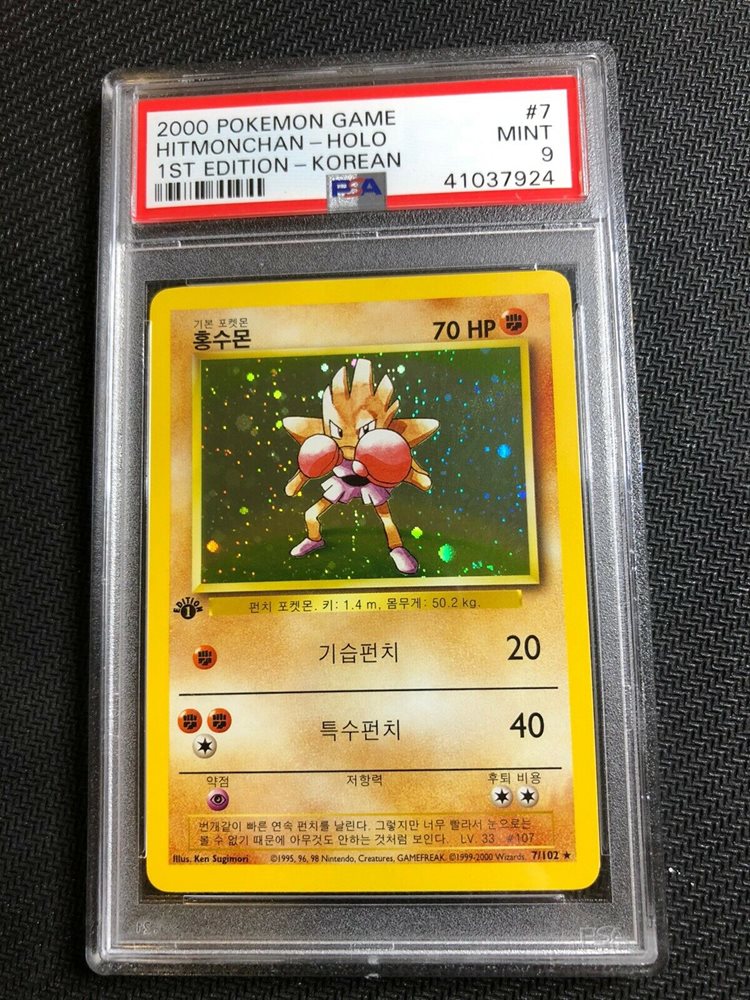 2000 POKEMON GAME #7
HITMONCHAN - HOLO MINT
1ST EDITION - KOREAN 9
PSA 41037924
기본 포켓몬
홍수몬 70 HP
EDITION
1
펀치 포켓몬. 키: 1.4 m, 몸무게: 50.2 kg.
기습펀치 20
특수펀치 40
약점 저항력 후퇴 비용
번개같이 빠른 연속 펀치를 날린다. 그렇지만 너무 빨라서 눈으로는
볼 수 없기 때문에 아무것도 안하는 것처럼 보인다. LV. 33 #107
Illus. Ken Sugimori ©1995, 96, 98 Nintendo, Creatures, GAMEFREAK. ©1999-2000 Wizards. 7/102 ★
PSA